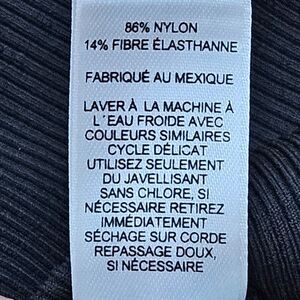 86% NYLON
14% FIBRE ÉLASTHANNE
FABRIQUÉ AU MEXIQUE
LAVER À LA MACHINE À
L'EAU FROIDE AVEC
COULEURS SIMILAIRES
CYCLE DÉLICAT
UTILISEZ SEULEMENT
DU JAVELLISANT
SANS CHLORE, SI
NÉCESSAIRE RETIREZ
IMMÉDIATEMENT
SÉCHAGE SUR CORDE
REPASSAGE DOUX,
SI NÉCESSAIRE